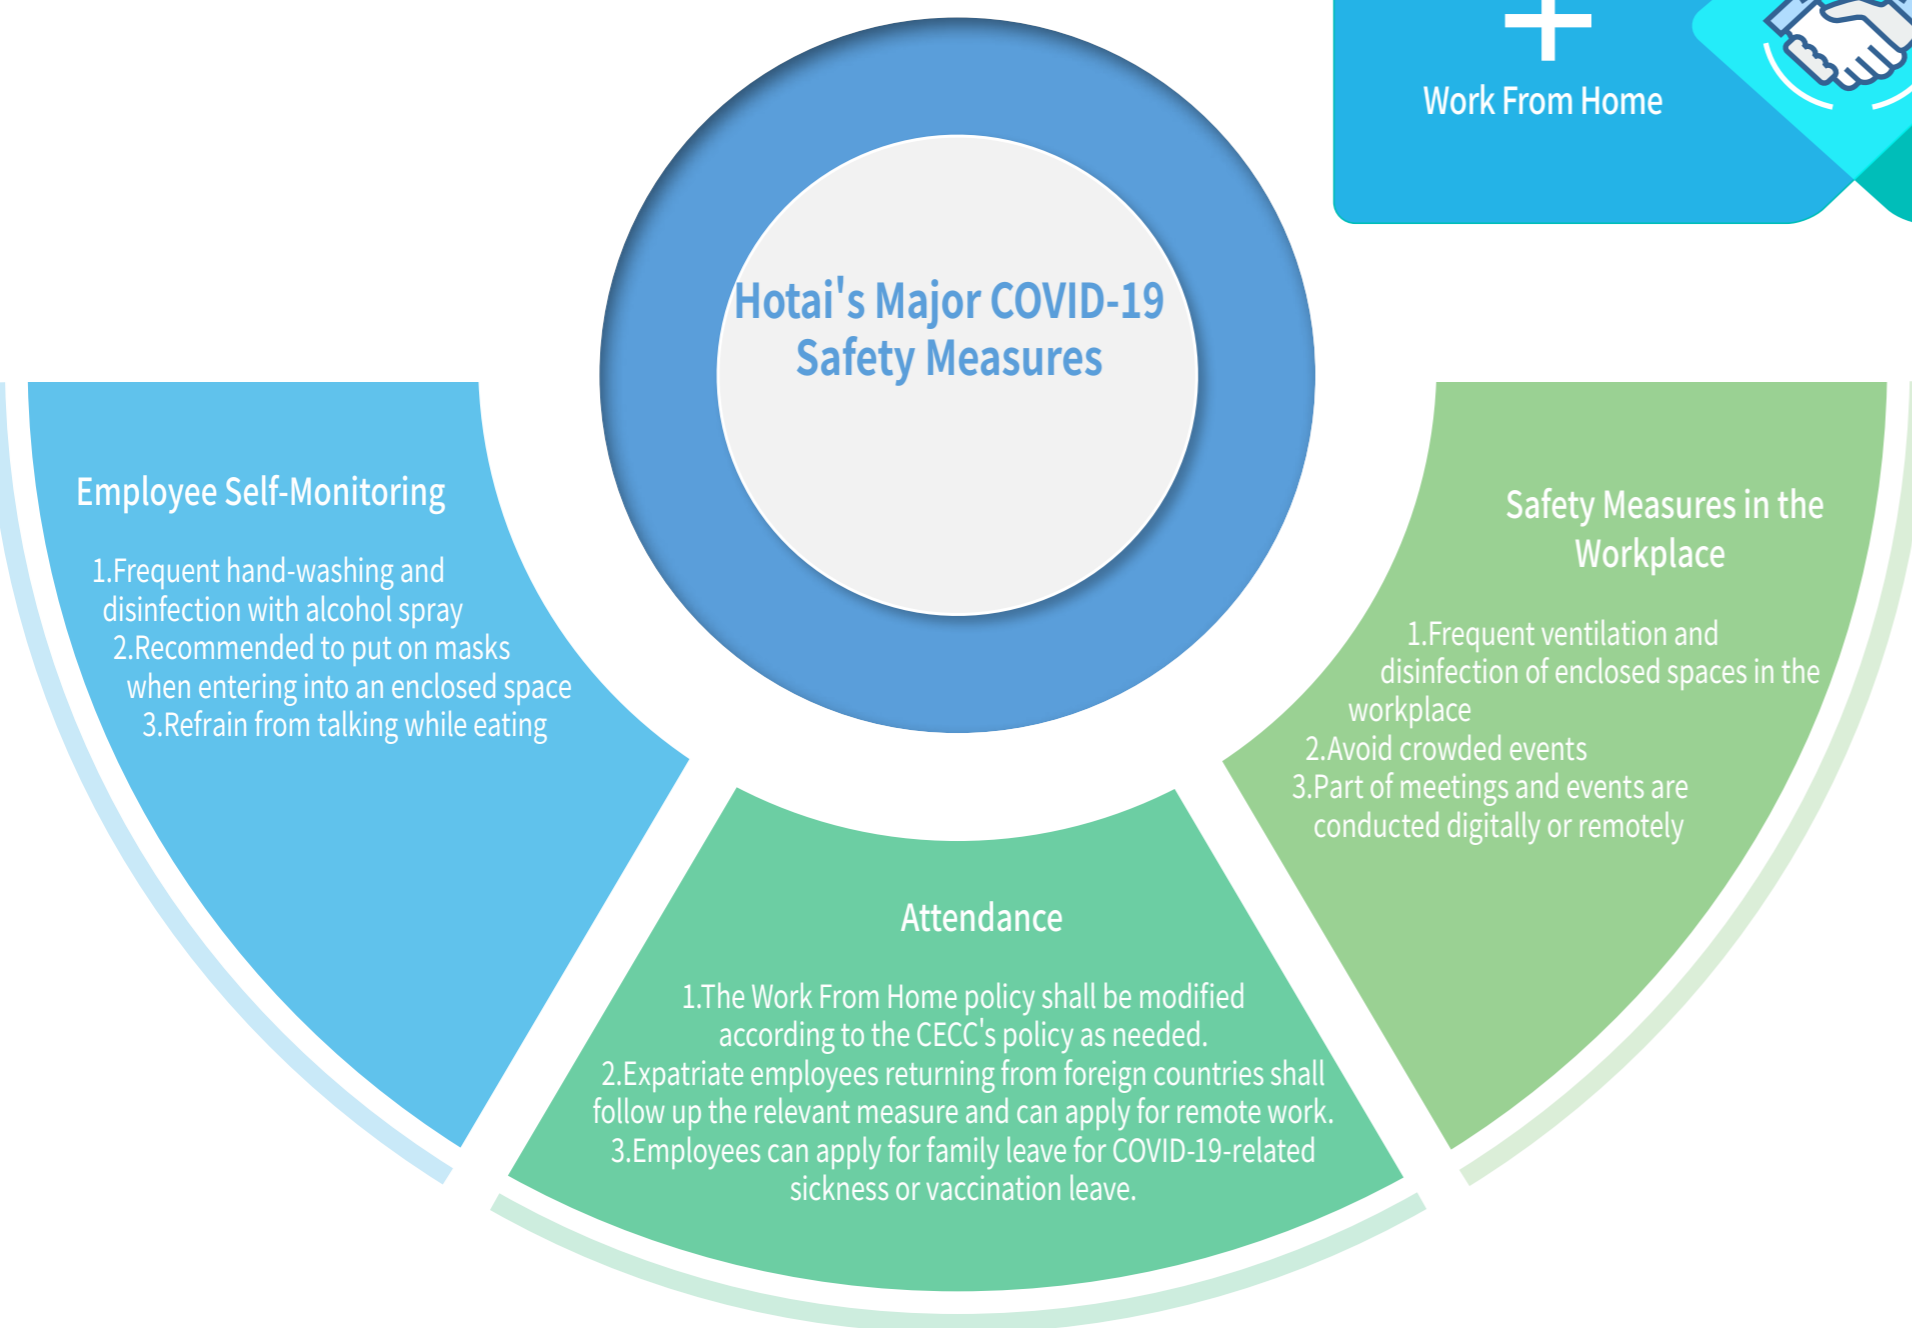 +
Work From Home
Hotai's Major COVID-19
Safety Measures
Employee Self-Monitoring
1.Frequent hand-washing and
disinfection with alcohol spray
2.Recommended to put on masks
when entering into an enclosed space
3.Refrain from talking while eating
Attendance
1.The Work From Home policy shall be modified
according to the CECC's policy as needed.
2.Expatriate employees returning from foreign countries shall
follow up the relevant measure and can apply for remote work.
3.Employees can apply for family leave for COVID-19-related
sickness or vaccination leave.
Safety Measures in the
Workplace
1.Frequent ventilation and
disinfection of enclosed spaces in the
workplace
2.Avoid crowded events
3.Part of meetings and events are
conducted digitally or remotely